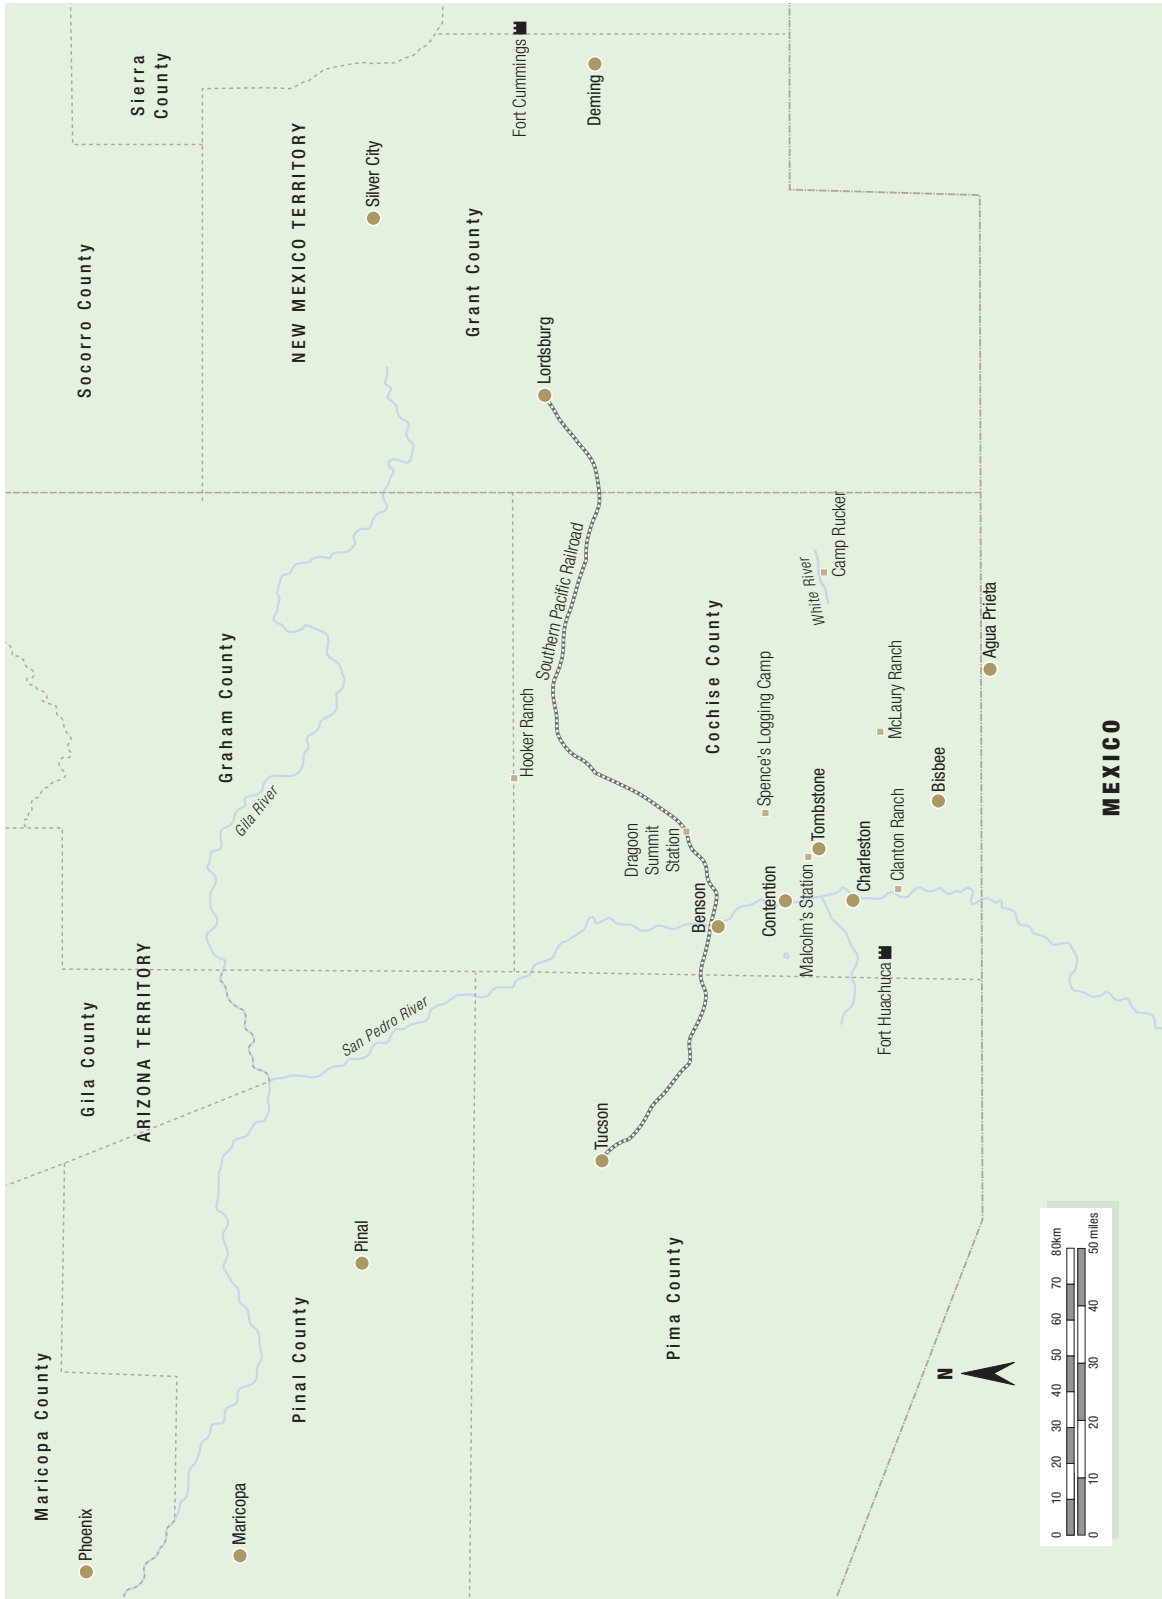 Maricopa County
Phoenix
Maricopa
Pinal County
Pinal
Gila County
ARIZONA TERRITORY
Gila River
San Pedro River
Graham County
Socorro County
Sierra
County
NEW MEXICO TERRITORY
Silver City
Grant County
Fort Cummings
Deming
Lordsburg
Southern Pacific Railroad
Hooker Ranch
Tucson
Pima County
Dragoon
Summit
Station
Benson
Cochise County
Contention
Spence's Logging Camp
Malcolm's Station
Tombstone
White River
Camp Rucker
Charleston
Fort Huachuca
Clanton Ranch
McLaury Ranch
Bisbee
Agua Prieta
MEXICO
N
0 10 20 30 40 50 60 70 80km
0 10 20 30 40 50 miles